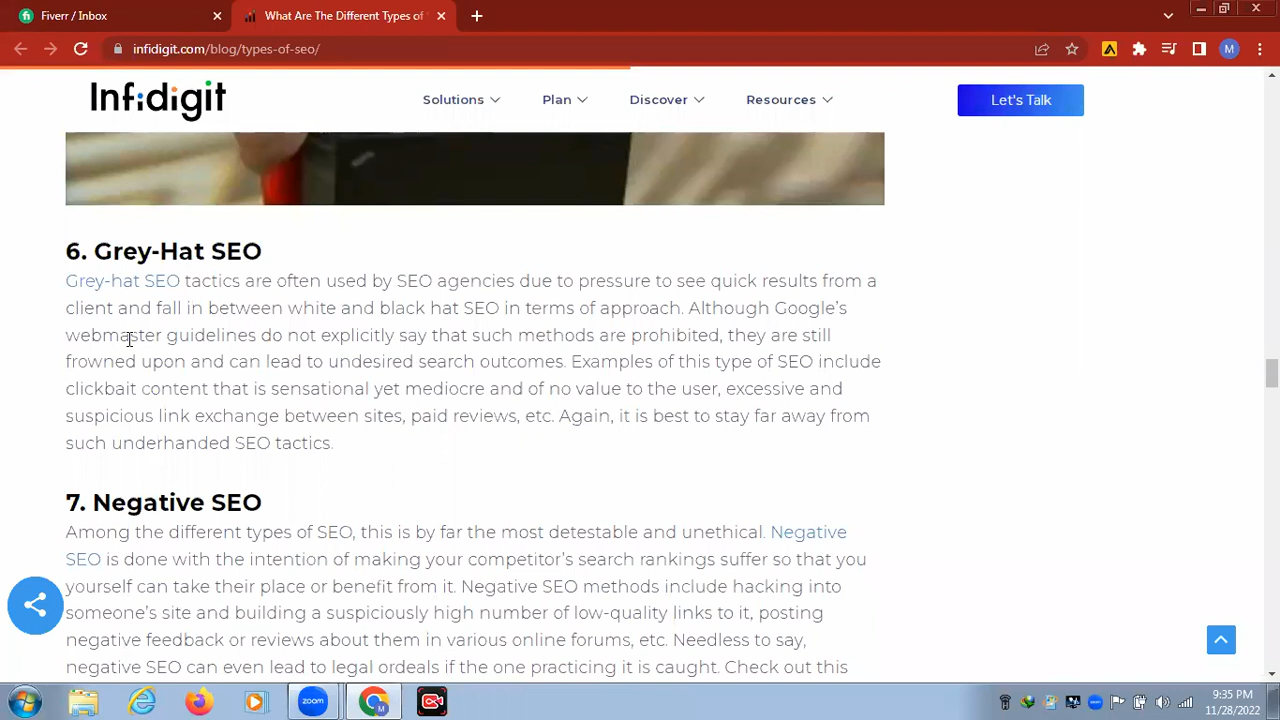 Fiverr / Inbox
What Are The Different Types of
infidigit.com/blog/types-of-seo/
M
Infidigit
Solutions
Plan
Discover
Resources
Let's Talk
6. Grey-Hat SEO
Grey-hat SEO tactics are often used by SEO agencies due to pressure to see quick results from a
client and fall in between white and black hat SEO in terms of approach. Although Google’s
webmaster guidelines do not explicitly say that such methods are prohibited, they are still
frowned upon and can lead to undesired search outcomes. Examples of this type of SEO include
clickbait content that is sensational yet mediocre and of no value to the user, excessive and
suspicious link exchange between sites, paid reviews, etc. Again, it is best to stay far away from
such underhanded SEO tactics.
7. Negative SEO
Among the different types of SEO, this is by far the most detestable and unethical. Negative
SEO is done with the intention of making your competitor’s search rankings suffer so that you
yourself can take their place or benefit from it. Negative SEO methods include hacking into
someone’s site and building a suspiciously high number of low-quality links to it, posting
negative feedback or reviews about them in various online forums, etc. Needless to say,
negative SEO can even lead to legal ordeals if the one practicing it is caught. Check out this
zoom
M
9:35 PM
11/28/2022